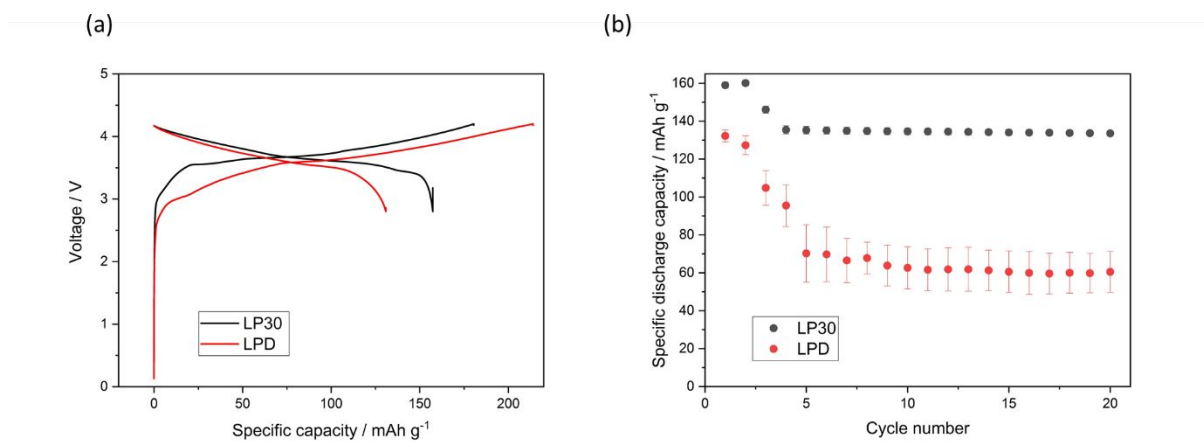 (a)
5
4
3
2
1
0
Voltage / V
0 50 100 150 200
Specific capacity / mAh g⁻¹
LP30
LPD
(b)
160
140
120
100
80
60
40
20
0
Specific discharge capacity / mAh g⁻¹
0 5 10 15 20
Cycle number
LP30
LPD